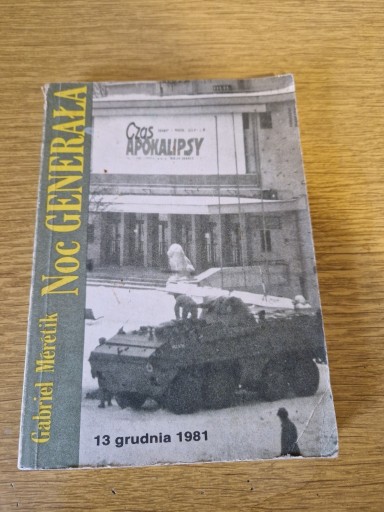 Gabriel Meretik Noc GENERAŁA
Czas
APOKALIPSY
13 grudnia 1981